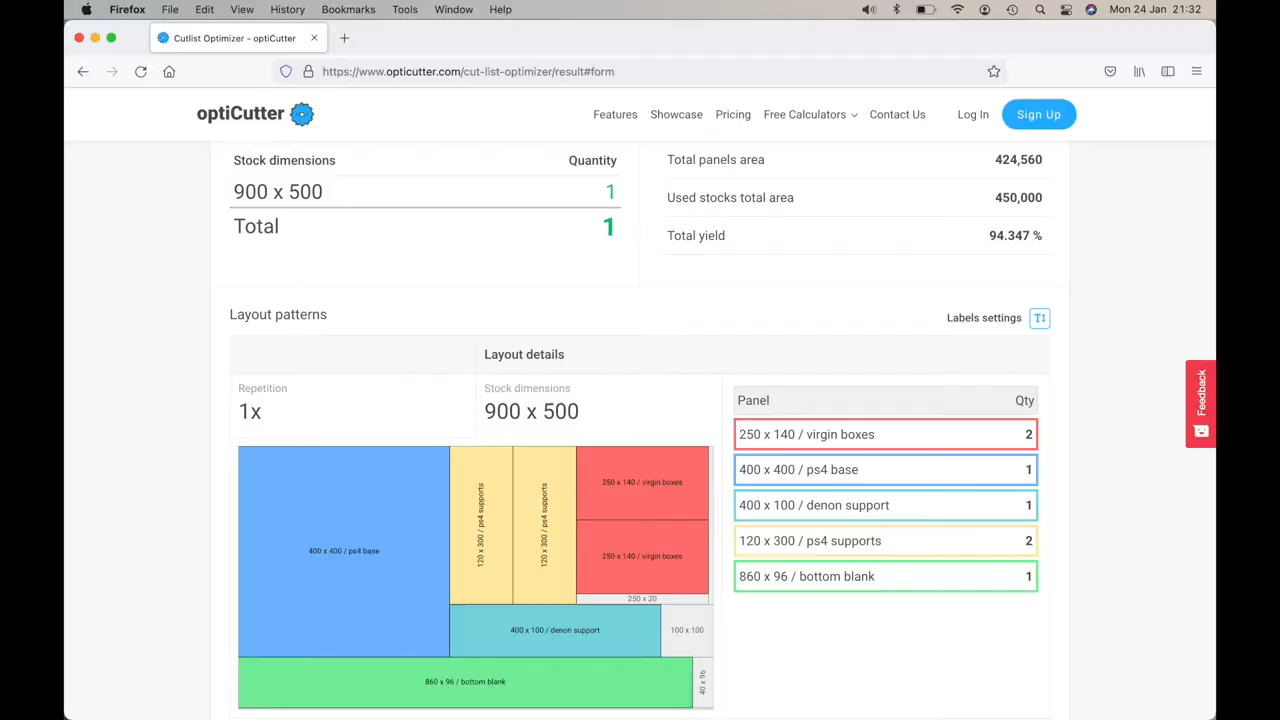 Firefox File Edit View History Bookmarks Tools Window Help Mon 24 Jan 21:32
Cutlist Optimizer - optiCutter
https://www.opticutter.com/cut-list-optimizer/result#form
optiCutter Features Showcase Pricing Free Calculators Contact Us Log In Sign Up
Stock dimensions Quantity
900 x 500 1
Total 1
Total panels area 424,560
Used stocks total area 450,000
Total yield 94.347 %
Layout patterns Labels settings
Layout details
Repetition
1x
Stock dimensions
900 x 500
400 x 400 / ps4 base
120 x 300 / ps4 supports
120 x 300 / ps4 supports
250 x 140 / virgin boxes
250 x 140 / virgin boxes
250 x 20
400 x 100 / denon support
100 x 100
860 x 96 / bottom blank
40 x 96
Panel Qty
250 x 140 / virgin boxes 2
400 x 400 / ps4 base 1
400 x 100 / denon support 1
120 x 300 / ps4 supports 2
860 x 96 / bottom blank 1
Feedback